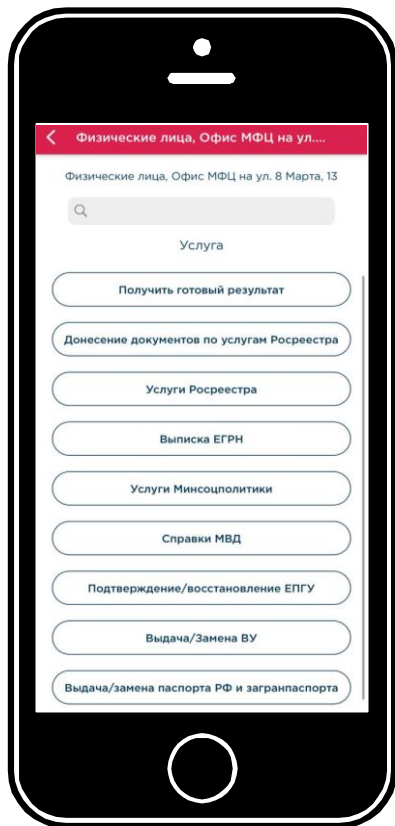 Физические лица, Офис МФЦ на ул....
Физические лица, Офис МФЦ на ул. 8 Марта, 13
Услуга
Получить готовый результат
Донесение документов по услугам Росреестра
Услуги Росреестра
Выписка ЕГРН
Услуги Минсоцполитики
Справки МВД
Подтверждение/восстановление ЕПГУ
Выдача/Замена ВУ
Выдача/замена паспорта РФ и загранпаспорта